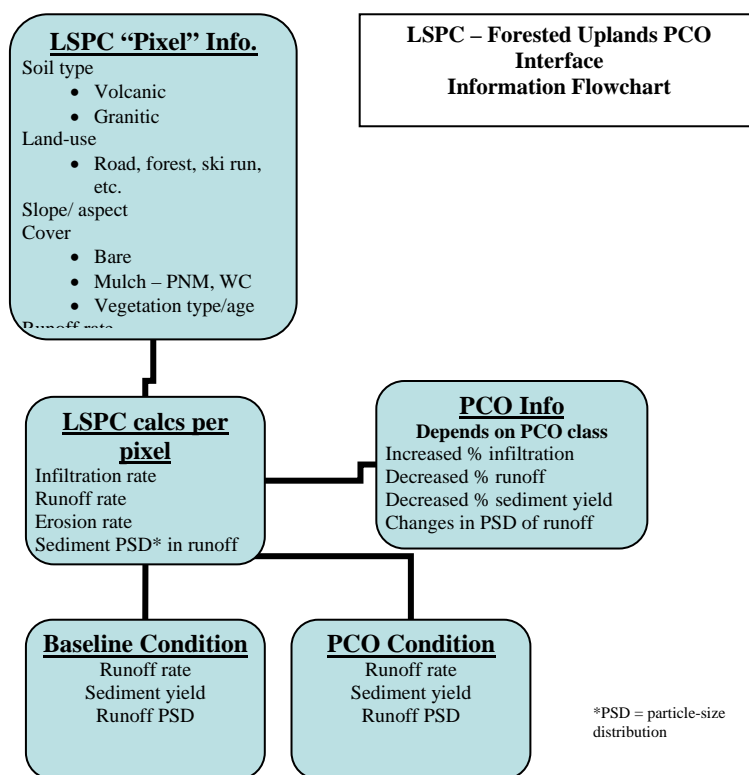 LSPC “Pixel” Info.
Soil type
• Volcanic
• Granitic
Land-use
• Road, forest, ski run,
etc.
Slope/ aspect
Cover
• Bare
• Mulch – PNM, WC
• Vegetation type/age
Runoff rate
LSPC – Forested Uplands PCO
Interface
Information Flowchart
LSPC calcs per
pixel
Infiltration rate
Runoff rate
Erosion rate
Sediment PSD* in runoff
PCO Info
Depends on PCO class
Increased % infiltration
Decreased % runoff
Decreased % sediment yield
Changes in PSD of runoff
Baseline Condition
Runoff rate
Sediment yield
Runoff PSD
PCO Condition
Runoff rate
Sediment yield
Runoff PSD
*PSD = particle-size
distribution